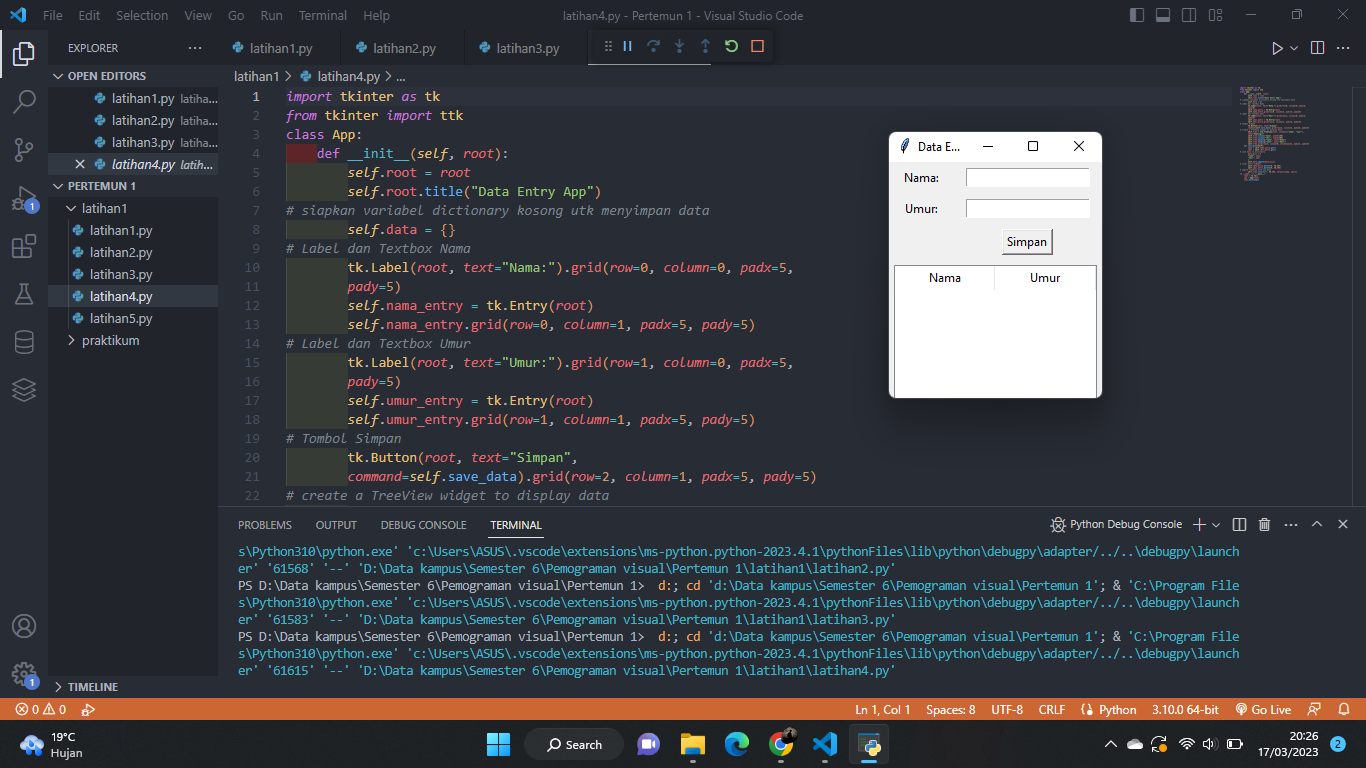 File Edit Selection View Go Run Terminal Help
latihan4.py - Pertemun 1 - Visual Studio Code
EXPLORER
OPEN EDITORS
latihan1.py latiha...
latihan2.py latiha...
latihan3.py latiha...
latihan4.py latih...
PERTEMUN 1
latihan1
latihan1.py
latihan2.py
latihan3.py
latihan4.py
latihan5.py
praktikum
TIMELINE
latihan1.py latihan2.py latihan3.py
latihan1 > latihan4.py > ...
1 import tkinter as tk
2 from tkinter import ttk
3 class App:
4 def __init__(self, root):
5 self.root = root
6 self.root.title("Data Entry App")
7 # siapkan variabel dictionary kosong utk menyimpan data
8 self.data = {}
9 # Label dan Textbox Nama
10 tk.Label(root, text="Nama:").grid(row=0, column=0, padx=5,
11 pady=5)
12 self.nama_entry = tk.Entry(root)
13 self.nama_entry.grid(row=0, column=1, padx=5, pady=5)
14 # Label dan Textbox Umur
15 tk.Label(root, text="Umur:").grid(row=1, column=0, padx=5,
16 pady=5)
17 self.umur_entry = tk.Entry(root)
18 self.umur_entry.grid(row=1, column=1, padx=5, pady=5)
19 # Tombol Simpan
20 tk.Button(root, text="Simpan",
21 command=self.save_data).grid(row=2, column=1, padx=5, pady=5)
22 # create a TreeView widget to display data
Data E...
Nama:
Umur:
Simpan
Nama Umur
PROBLEMS OUTPUT DEBUG CONSOLE TERMINAL
Python Debug Console
s\Python310\python.exe' 'c:\Users\ASUS\.vscode\extensions\ms-python.python-2023.4.1\pythonFiles\lib\python\debugpy\adapter/../..\debugpy\launch
er' '61568' '--' 'D:\Data kampus\Semester 6\Pemograman visual\Pertemun 1\latihan1\latihan2.py'
PS D:\Data kampus\Semester 6\Pemograman visual\Pertemun 1> d:; cd 'd:\Data kampus\Semester 6\Pemograman visual\Pertemun 1'; & 'C:\Program File
s\Python310\python.exe' 'c:\Users\ASUS\.vscode\extensions\ms-python.python-2023.4.1\pythonFiles\lib\python\debugpy\adapter/../..\debugpy\launch
er' '61583' '--' 'D:\Data kampus\Semester 6\Pemograman visual\Pertemun 1\latihan1\latihan3.py'
PS D:\Data kampus\Semester 6\Pemograman visual\Pertemun 1> d:; cd 'd:\Data kampus\Semester 6\Pemograman visual\Pertemun 1'; & 'C:\Program File
s\Python310\python.exe' 'c:\Users\ASUS\.vscode\extensions\ms-python.python-2023.4.1\pythonFiles\lib\python\debugpy\adapter/../..\debugpy\launch
er' '61615' '--' 'D:\Data kampus\Semester 6\Pemograman visual\Pertemun 1\latihan1\latihan4.py'
1
1
0 0
Ln 1, Col 1 Spaces: 8 UTF-8 CRLF Python 3.10.0 64-bit Go Live
19°C
Hujan
Search
20:26
17/03/2023
2